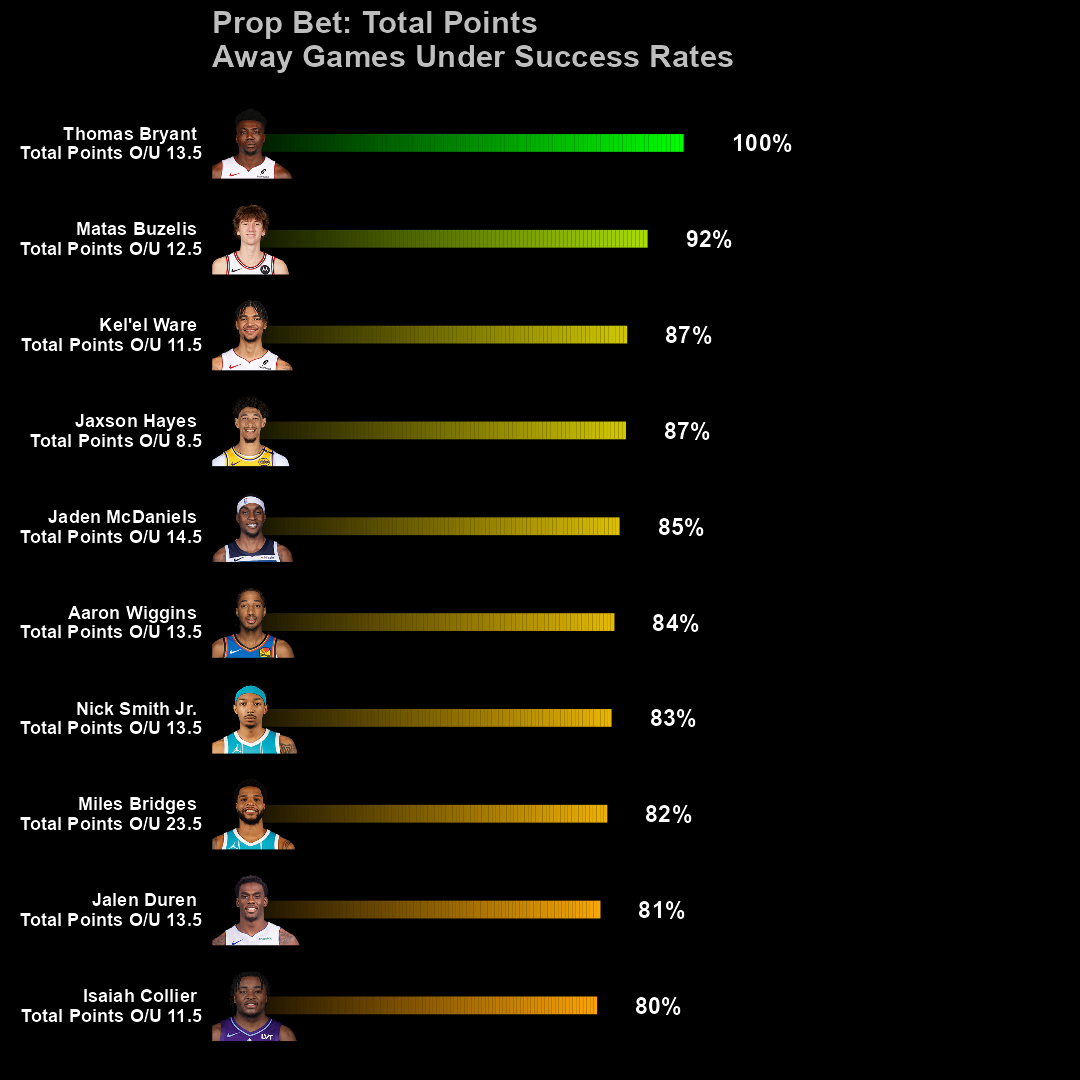 Prop Bet: Total Points
Away Games Under Success Rates
Thomas Bryant
Total Points O/U 13.5
100%
Matas Buzelis
Total Points O/U 12.5
92%
Kel'el Ware
Total Points O/U 11.5
87%
Jaxson Hayes
Total Points O/U 8.5
87%
Jaden McDaniels
Total Points O/U 14.5
85%
Aaron Wiggins
Total Points O/U 13.5
84%
Nick Smith Jr.
Total Points O/U 13.5
83%
Miles Bridges
Total Points O/U 23.5
82%
Jalen Duren
Total Points O/U 13.5
81%
Isaiah Collier
Total Points O/U 11.5
80%
LVT